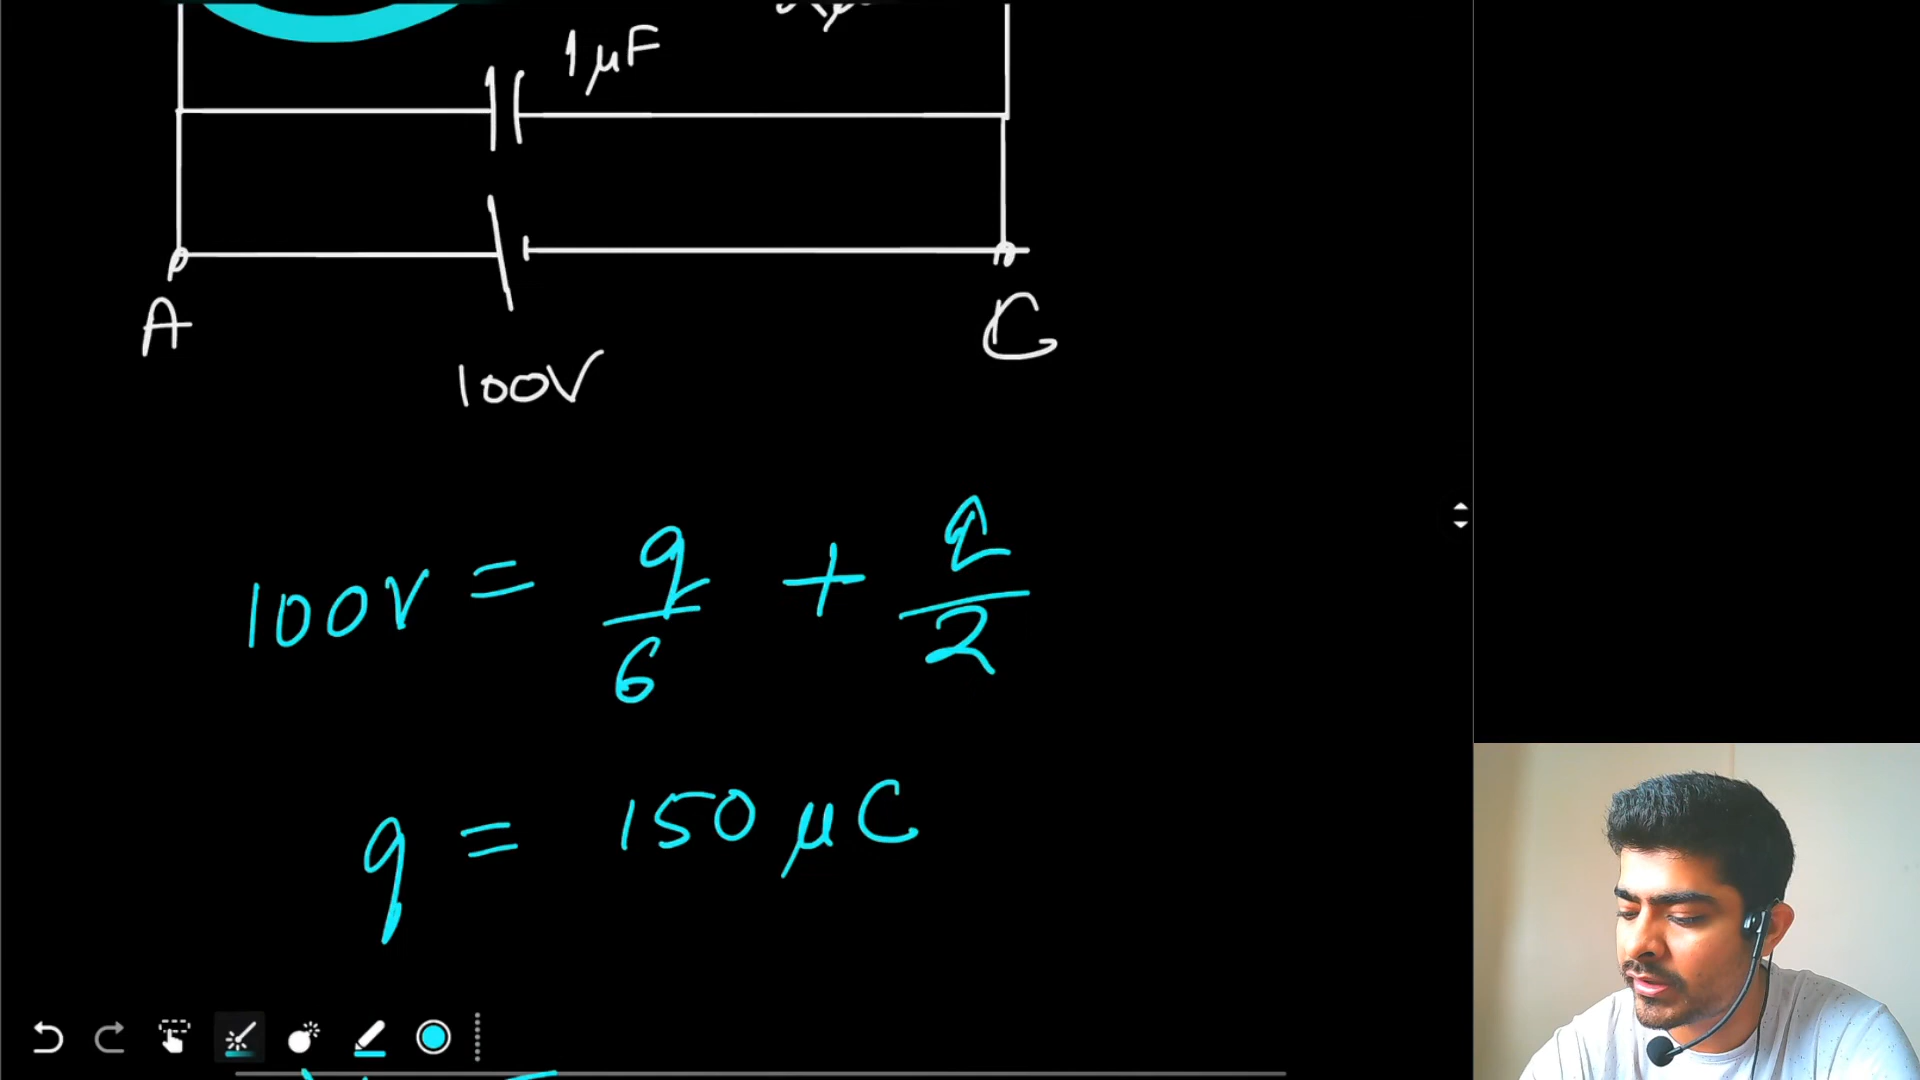 1μF
A
C
100V
100V = q/6 + q/2
q = 150 μC